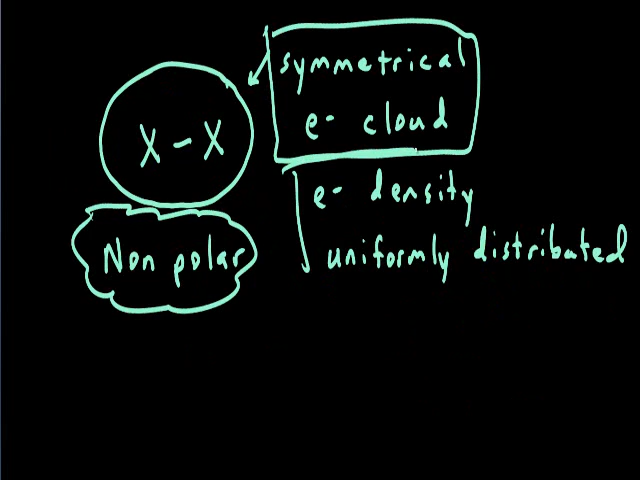 symmetrical
e- cloud
X - X
e- density
uniformly distributed
Non polar